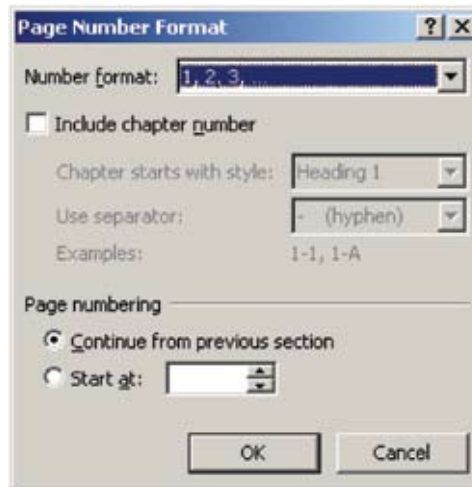 Page Number Format
Number format: 1, 2, 3, ...
Include chapter number
Chapter starts with style: Heading 1
Use separator: - (hyphen)
Examples: 1-1, 1-A
Page numbering
Continue from previous section
Start at:
OK Cancel